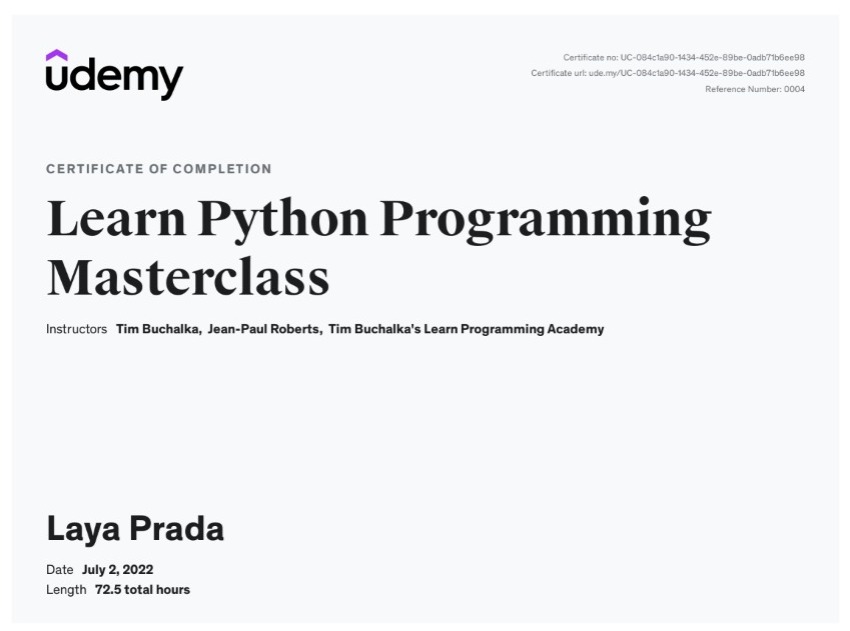 udemy
Certificate no: UC-084c1a90-1434-452e-89be-0adb71b6ee98
Certificate url: ude.my/UC-084c1a90-1434-452e-89be-0adb71b6ee98
Reference Number: 0004
CERTIFICATE OF COMPLETION
Learn Python Programming
Masterclass
Instructors Tim Buchalka, Jean-Paul Roberts, Tim Buchalka's Learn Programming Academy
Laya Prada
Date July 2, 2022
Length 72.5 total hours